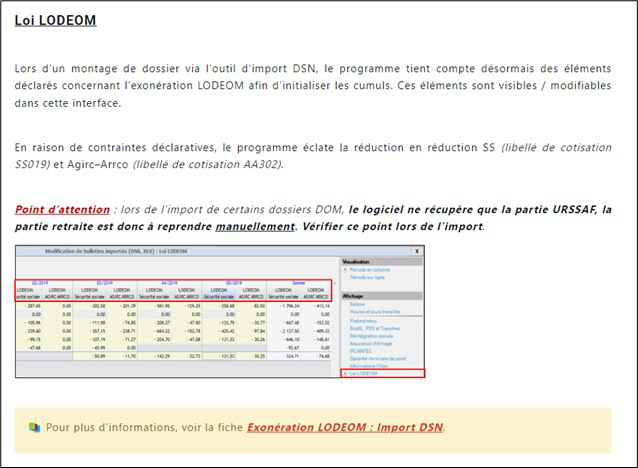 Loi LODEOM
Lors d'un montage de dossier via l'outil d'import DSN, le programme tient compte désormais des éléments
déclarés concernant l'exonération LODEOM afin d'initialiser les cumuls. Ces éléments sont visibles / modifiables
dans cette interface.
En raison de contraintes déclaratives, le programme éclate la réduction en réduction SS (libellé de cotisation
SS019) et Agirc–Arrco (libellé de cotisation AA302).
Point d'attention : lors de l'import de certains dossiers DOM, le logiciel ne récupère que la partie URSSAF, la
partie retraite est donc à reprendre manuellement. Vérifier ce point lors de l'import.
Modification de bulletins importés (DSN, XLS) : Loi LODEOM X
02/2019 03/2019 04/2019 05/2019 Somme
LODEOM LODEOM LODEOM LODEOM LODEOM LODEOM LODEOM LODEOM LODEOM LODEOM
écurité sociale AGIRC ARRCO Sécurité sociale AGIRC ARRCO Sécurité sociale AGIRC ARRCO Sécurité sociale AGIRC ARRCO Sécurité sociale AGIRC ARRCO
- 287.65 0.00 - 302.58 - 201.39 - 561.95 - 129.23 - 358.68 - 82.50 - 1 796.24 - 413.14
0.00 0.00 0.00 0.00 0.00 0.00 0.00 0.00 0.00 0.00
- 105.96 0.00 - 111.98 - 74.85 - 208.27 - 47.90 - 133.79 - 30.77 - 667.48 - 153.52
- 339.60 0.00 - 357.15 - 238.71 - 664.22 - 152.78 - 425.42 - 97.84 - 2 127.50 - 489.33
- 99.15 0.00 - 107.19 - 71.27 - 204.70 - 47.08 - 131.53 - 30.26 - 646.10 - 148.61
- 47.68 0.00 - 45.99 0.00 - 93.67 0.00
- 50.89 - 11.70 - 142.29 - 32.73 - 131.53 - 30.25 - 324.71 - 74.68
Visualisation
Période en colonne
Période sur ligne
Affichage
Salaire
Heures et jours travaillés
Plafond sécu
Brut/IJ, PSS et Tranches
Réintégration sociale
Assurance chômage
IRCANTEC
Garantie minimale de point
Informations Fillon
Loi LODEOM
Pour plus d'informations, voir la fiche Exonération LODEOM : Import DSN.